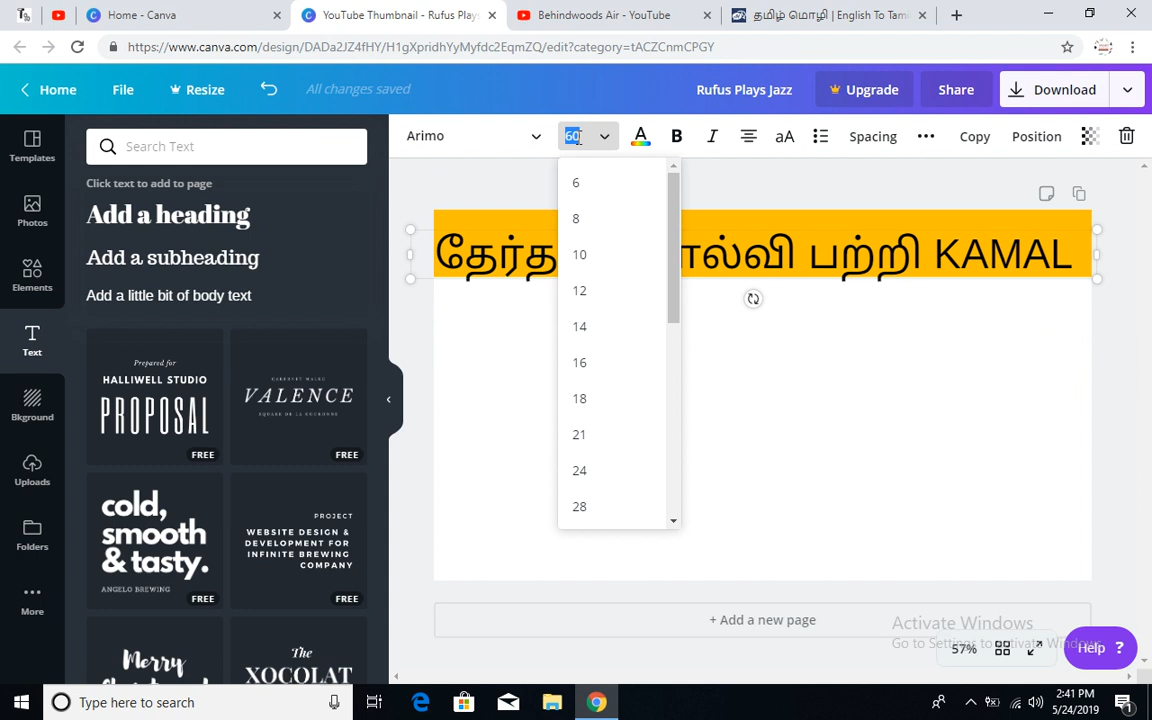 Home - Canva
YouTube Thumbnail - Rufus Plays
Behindwoods Air - YouTube
தமிழ் மொழி | English To Tami
https://www.canva.com/design/DADa2JZ4fHY/H1gXpridhYyMyfdc2EqmZQ/edit?category=tACZCnmCPGY
Home
File
Resize
All changes saved
Rufus Plays Jazz
Upgrade
Share
Download
Templates
Photos
Elements
Text
Bkground
Uploads
Folders
More
Search Text
Click text to add to page
Add a heading
Add a subheading
Add a little bit of body text
Prepared for
HALLIWELL STUDIO
PROPOSAL
FREE
VALENCE
FREE
cold,
smooth
& tasty.
ANGELO BREWING
FREE
PROJECT
WEBSITE DESIGN &
DEVELOPMENT FOR
INFINITE BREWING
COMPANY
FREE
Merry
The
XOCOLAT
Arimo
60
A
B
I
aA
Spacing
Copy
Position
6
8
10
12
14
16
18
21
24
28
பற்றி KAMAL
+ Add a new page
Activate Windows
Go to Settings to activate Windows.
57%
Help ?
Type here to search
2:41 PM
5/24/2019
1